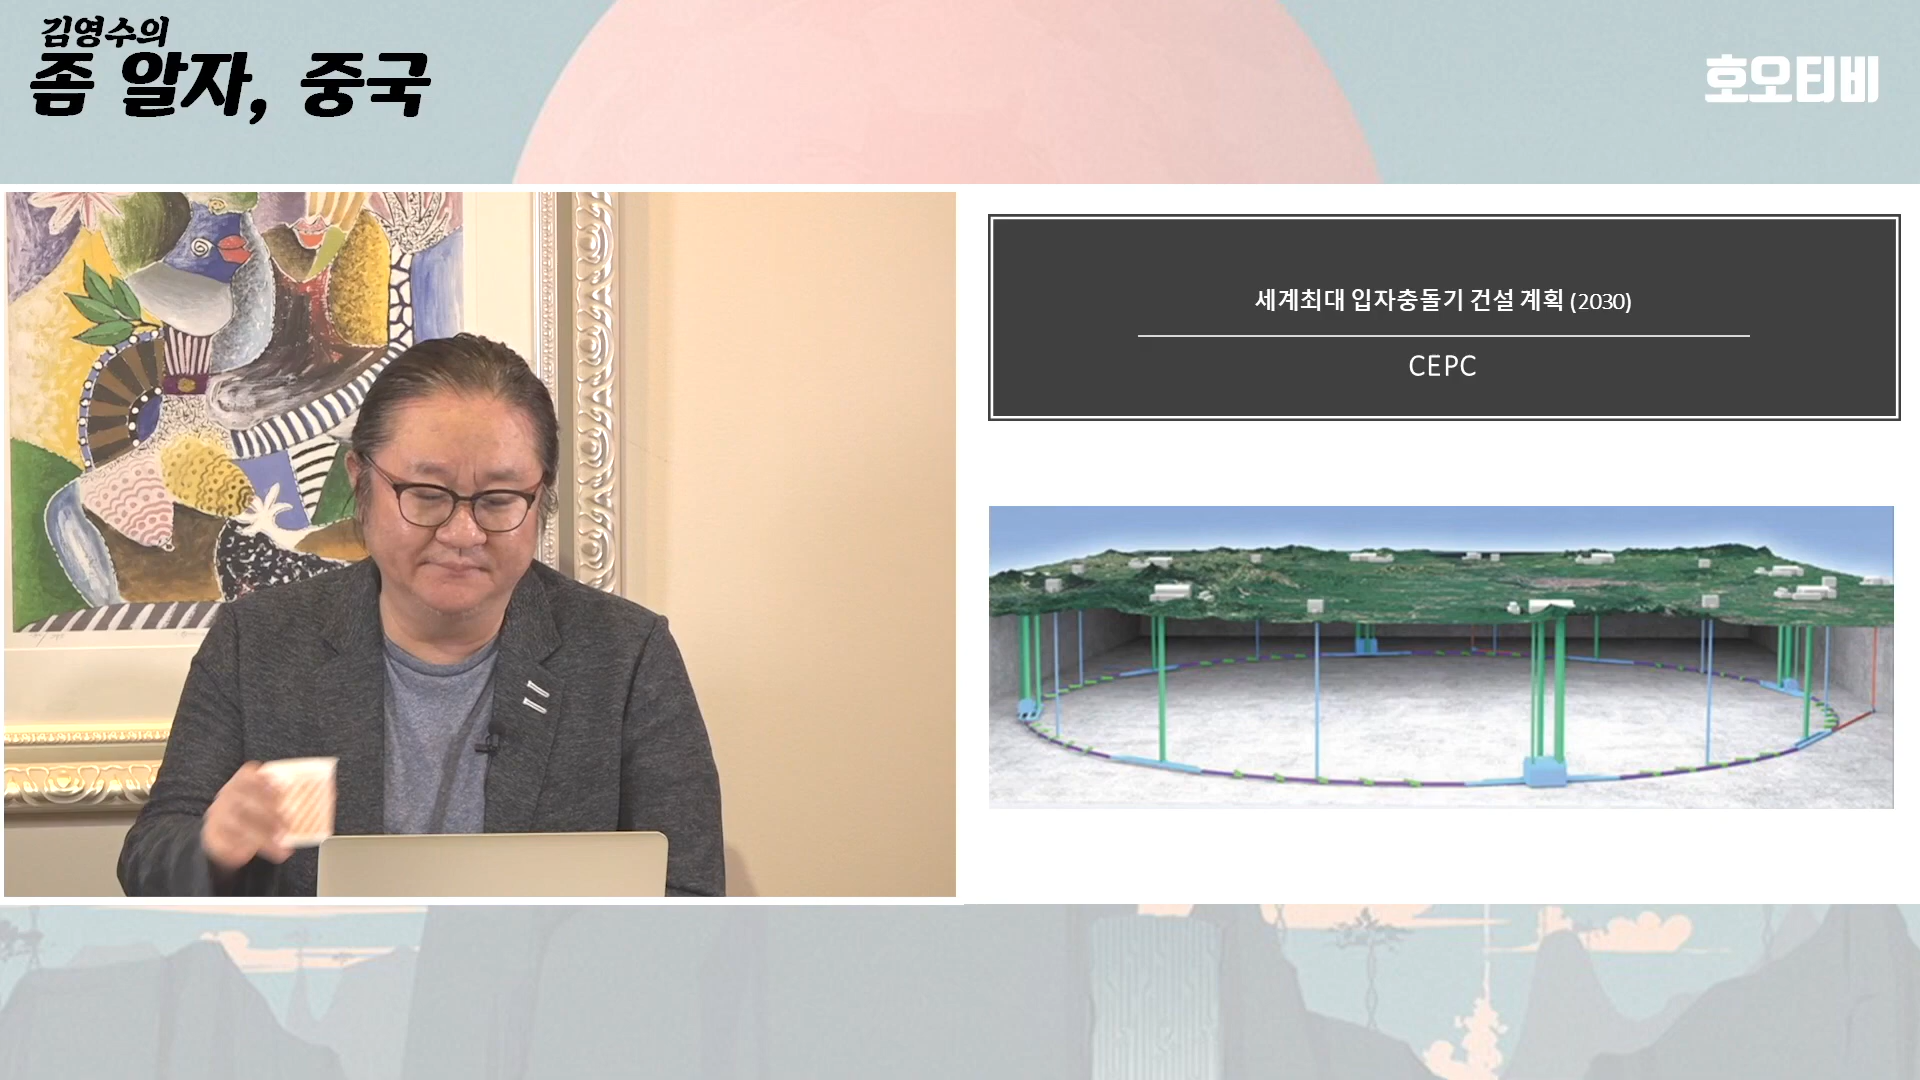 김영수의
좀 알자, 중국
호오티비
세계최대 입자충돌기 건설 계획 (2030)
CEPC